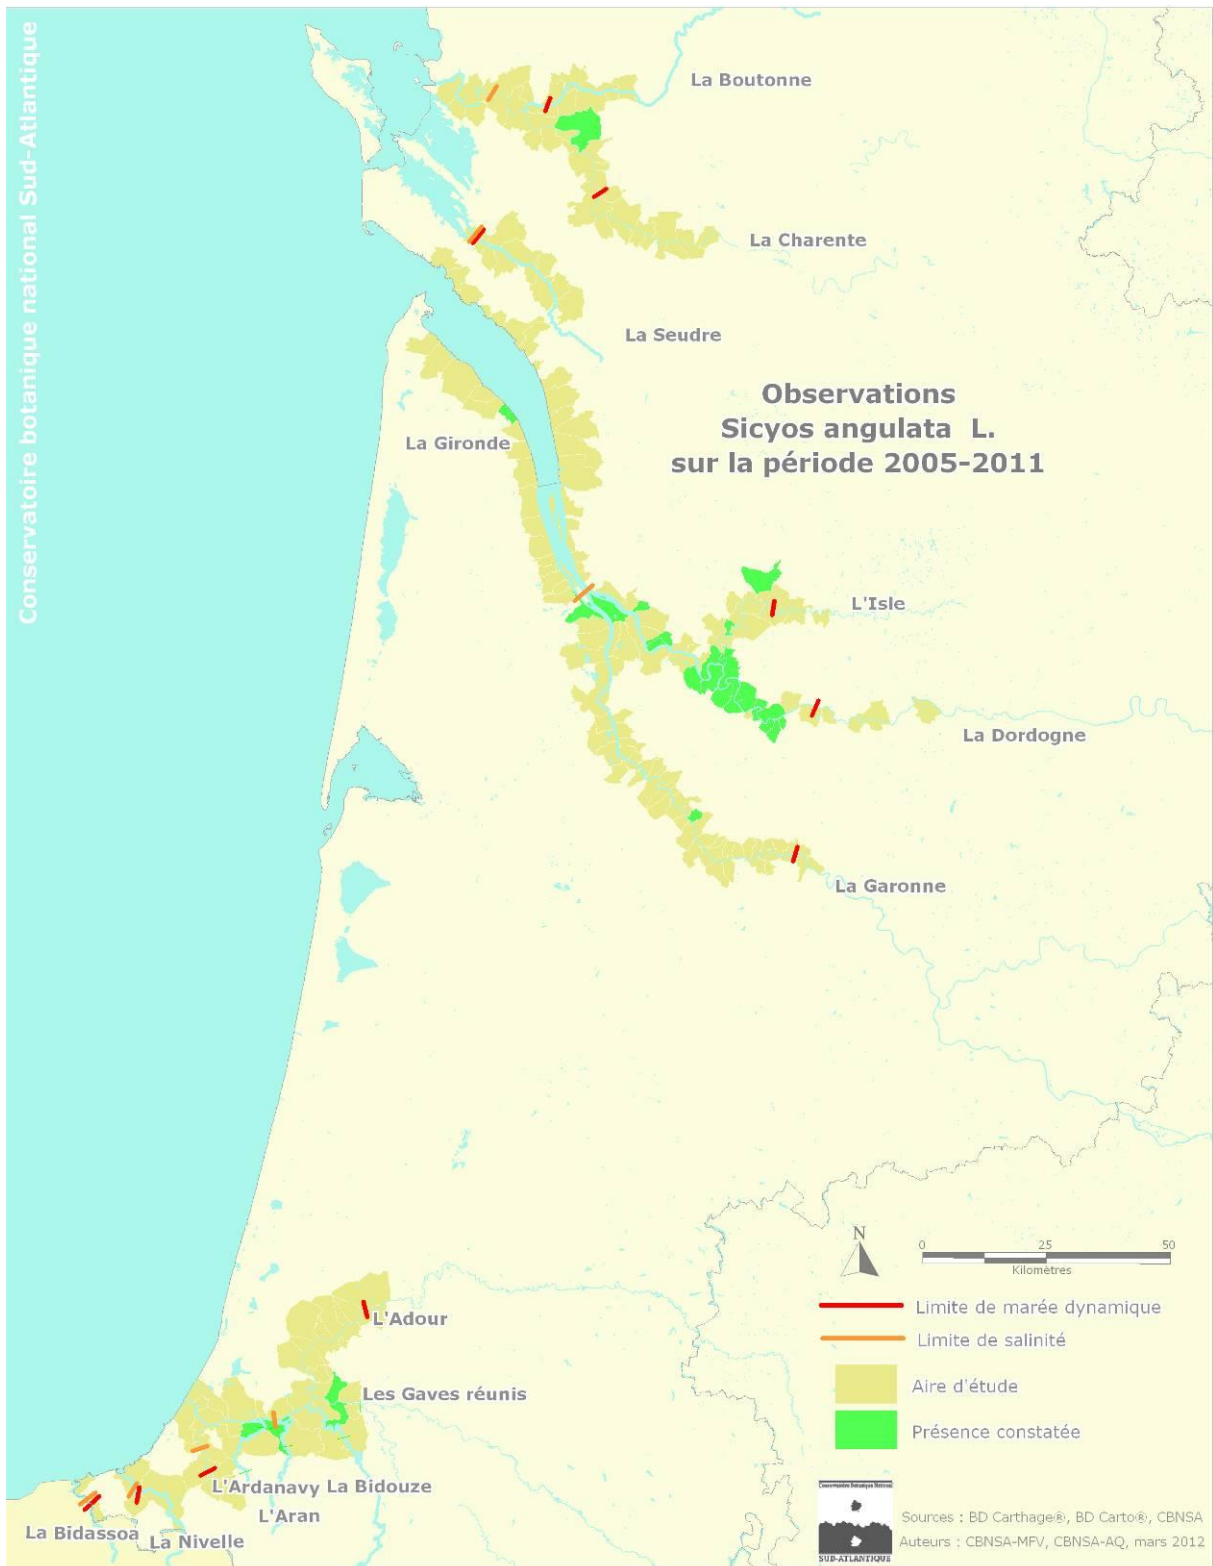 Conservatoire botanique national Sud-Atlantique
La Boutonne
La Charente
La Seudre
Observations
Sicyos angulata L.
sur la période 2005-2011
La Gironde
L'Isle
La Dordogne
La Garonne
N
0 25 50
Kilomètres
L'Adour
Limite de marée dynamique
Limite de salinité
Les Gaves réunis
Aire d'étude
Présence constatée
L'Ardanavy La Bidouze
L'Aran
La Bidassoa
La Nivelle
Conservatoire Botanique National
SUD-ATLANTIQUE
Sources : BD Carthage®, BD Carto®, CBNSA
Auteurs : CBNSA-MFV, CBNSA-AQ, mars 2012